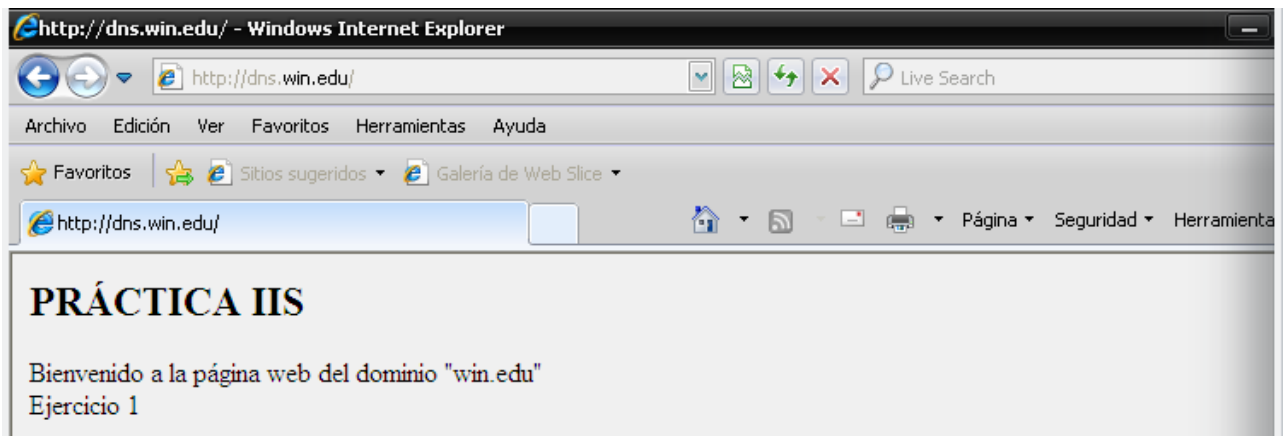 http://dns.win.edu/ - Windows Internet Explorer
http://dns.win.edu/
Live Search
Archivo Edición Ver Favoritos Herramientas Ayuda
Favoritos Sitios sugeridos Galería de Web Slice
http://dns.win.edu/ Página Seguridad Herramienta
PRÁCTICA IIS
Bienvenido a la página web del dominio "win.edu"
Ejercicio 1